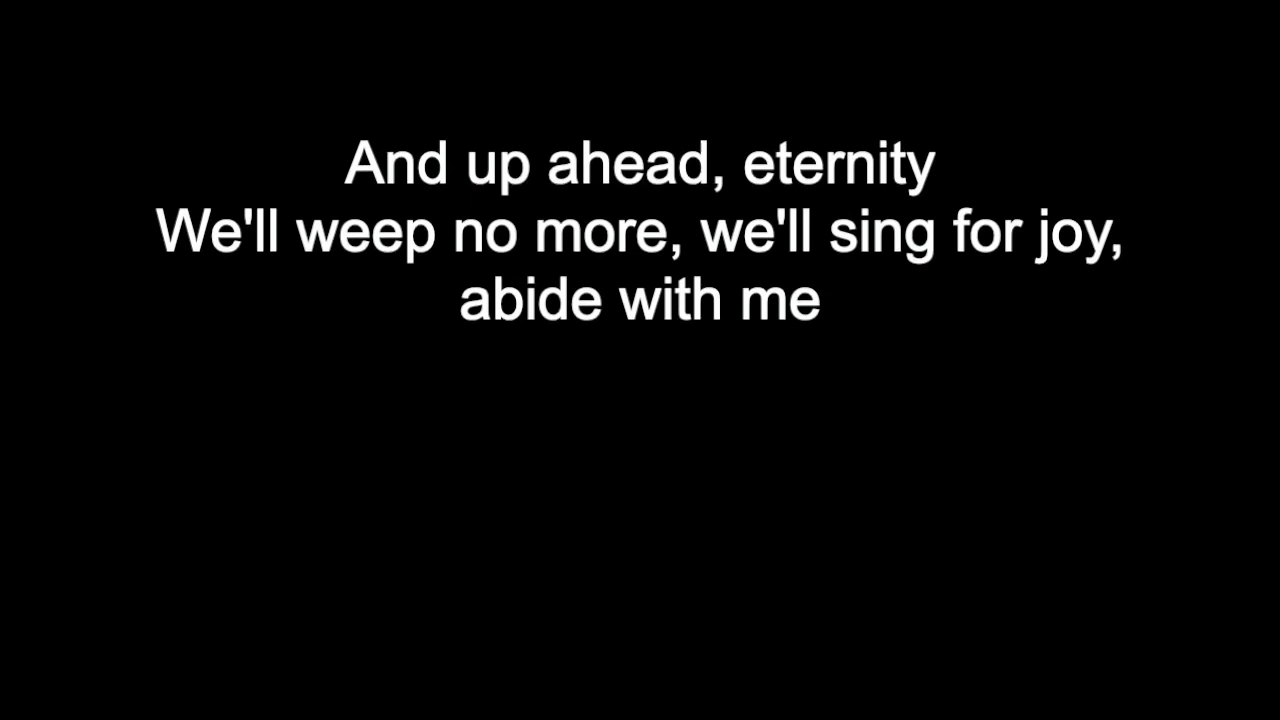 And up ahead, eternity
We'll weep no more, we'll sing for joy,
abide with me